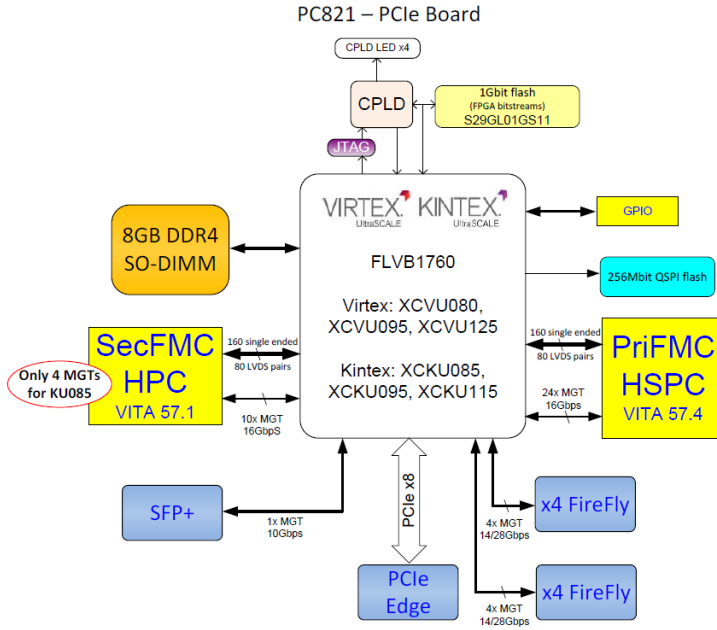 PC821 – PCIe Board
CPLD LED x4
CPLD
1Gbit flash
(FPGA bitstreams)
S29GL01GS11
JTAG
VIRTEX.
UltraSCALE
KINTEX.
UltraSCALE
FLVB1760
Virtex: XCVU080,
XCVU095, XCVU125
Kintex: XCKU085,
XCKU095, XCKU115
8GB DDR4
SO-DIMM
GPIO
256Mbit QSPI flash
Only 4 MGTs
for KU085
SecFMC
HPC
VITA 57.1
160 single ended
80 LVDS pairs
10x MGT
16GbpS
160 single ended
80 LVDS pairs
24x MGT
16Gbps
PriFMC
HSPC
VITA 57.4
SFP+
1x MGT
10Gbps
PCIe x8
PCIe
Edge
4x MGT
14/28Gbps
x4 FireFly
4x MGT
14/28Gbps
x4 FireFly